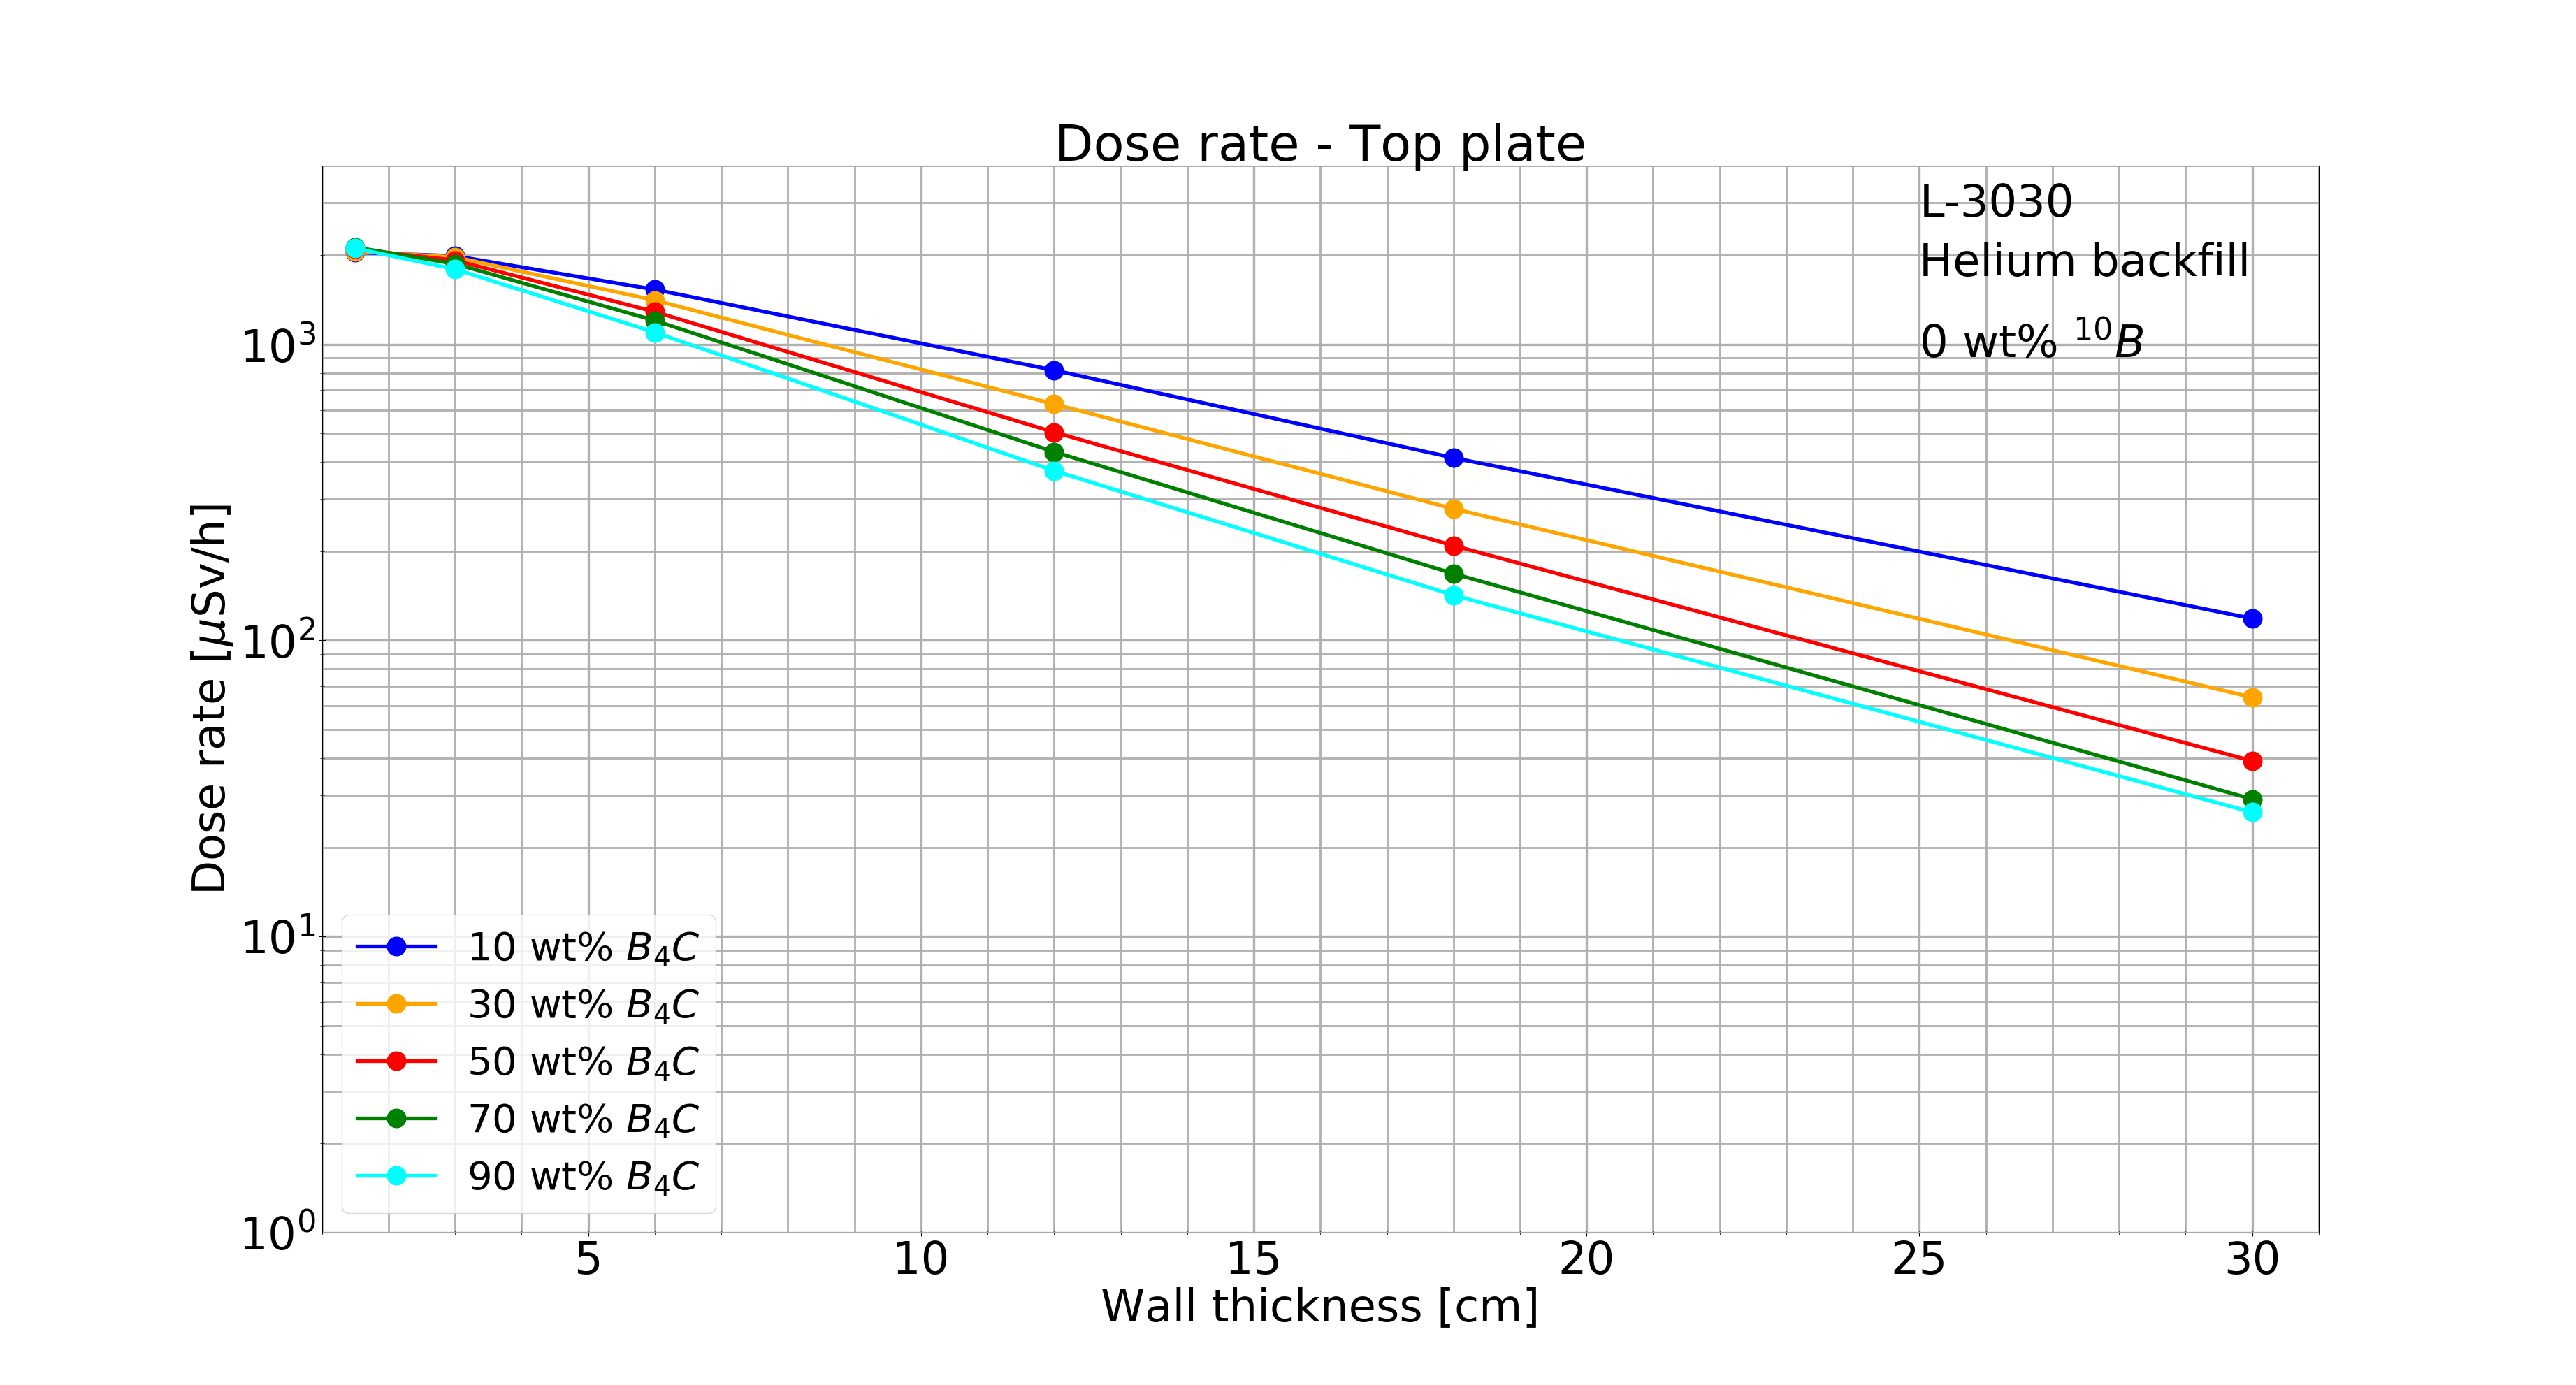 Dose rate - Top plate
L-3030
Helium backfill
0 wt% ¹⁰B
Dose rate [μSv/h]
10³
10²
10¹
10⁰
10 wt% B₄C
30 wt% B₄C
50 wt% B₄C
70 wt% B₄C
90 wt% B₄C
5 10 15 20 25 30
Wall thickness [cm]